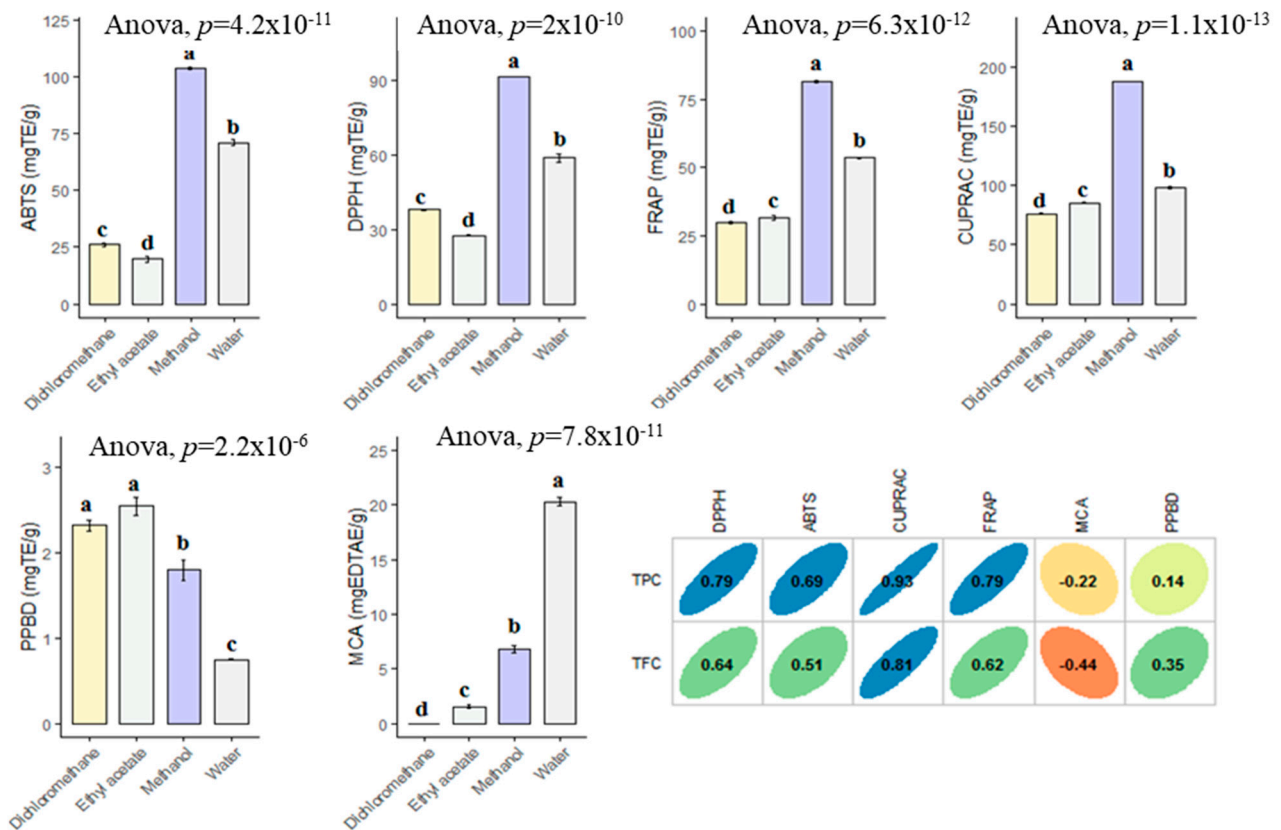 Anova, p=4.2x10-11
ABTS (mgTE/g)
125
100
75
50
25
0
c
d
a
b
Dichloromethane
Ethyl acetate
Methanol
Water
Anova, p=2x10-10
DPPH (mgTE/g)
90
60
30
0
c
d
a
b
Dichloromethane
Ethyl acetate
Methanol
Water
Anova, p=6.3x10-12
FRAP (mgTE/g))
100
75
50
25
0
d
c
a
b
Dichloromethane
Ethyl acetate
Methanol
Water
Anova, p=1.1x10-13
CUPRAC (mgTE/g)
200
150
100
50
0
d
c
a
b
Dichloromethane
Ethyl acetate
Methanol
Water
Anova, p=2.2x10-6
PPBD (mgTE/g)
3
2
1
0
a
a
b
c
Dichloromethane
Ethyl acetate
Methanol
Water
Anova, p=7.8x10-11
MCA (mgEDTAE/g)
25
20
15
10
5
0
d
c
b
a
Dichloromethane
Ethyl acetate
Methanol
Water
DPPH ABTS CUPRAC FRAP MCA PPBD
TPC 0.79 0.69 0.93 0.79 -0.22 0.14
TFC 0.64 0.51 0.81 0.62 -0.44 0.35